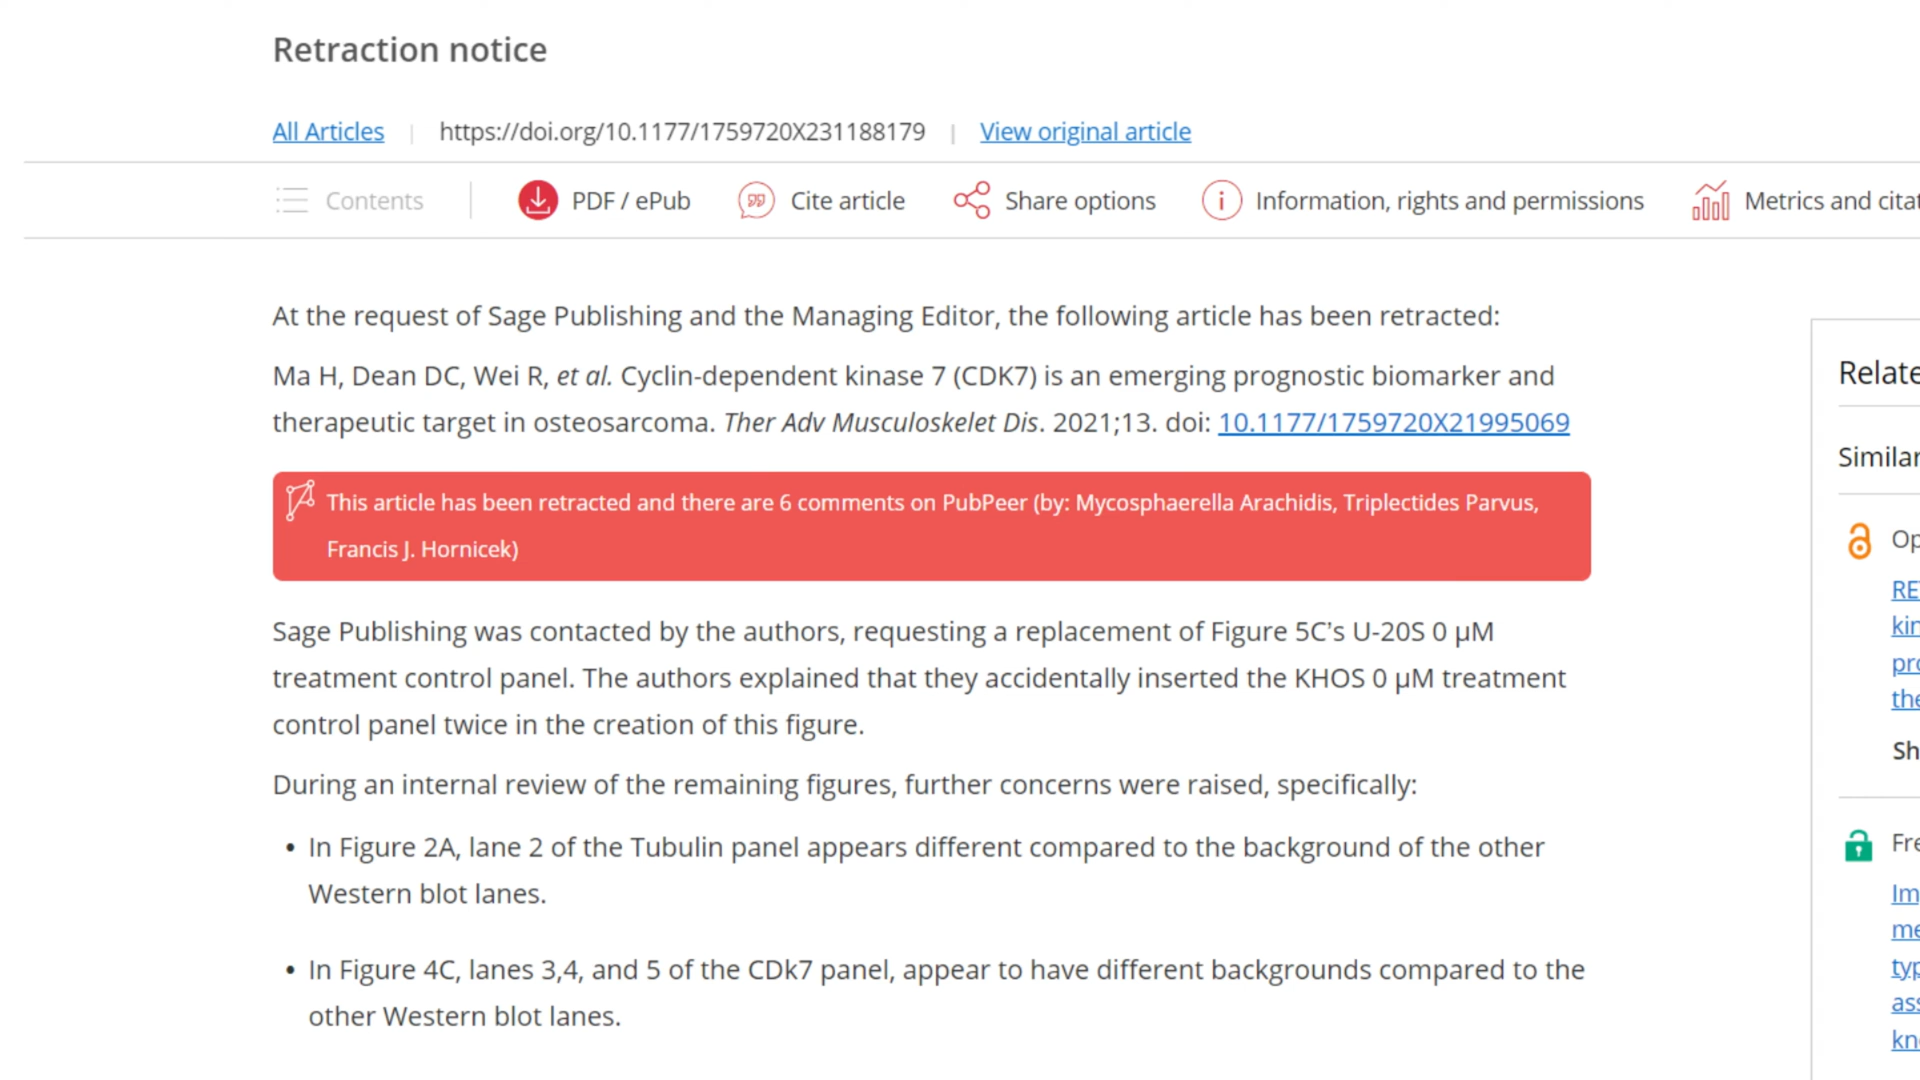 Retraction notice
All Articles | https://doi.org/10.1177/1759720X231188179 | View original article
Contents | PDF / ePub Cite article Share options Information, rights and permissions Metrics and citat
At the request of Sage Publishing and the Managing Editor, the following article has been retracted:
Ma H, Dean DC, Wei R, et al. Cyclin-dependent kinase 7 (CDK7) is an emerging prognostic biomarker and
therapeutic target in osteosarcoma. Ther Adv Musculoskelet Dis. 2021;13. doi: 10.1177/1759720X21995069
This article has been retracted and there are 6 comments on PubPeer (by: Mycosphaerella Arachidis, Triplectides Parvus,
Francis J. Hornicek)
Sage Publishing was contacted by the authors, requesting a replacement of Figure 5C’s U-20S 0 µM
treatment control panel. The authors explained that they accidentally inserted the KHOS 0 µM treatment
control panel twice in the creation of this figure.
During an internal review of the remaining figures, further concerns were raised, specifically:
• In Figure 2A, lane 2 of the Tubulin panel appears different compared to the background of the other
Western blot lanes.
• In Figure 4C, lanes 3,4, and 5 of the CDk7 panel, appear to have different backgrounds compared to the
other Western blot lanes.
Relate
Similar
Op
RE
kin
pro
the
Sh
Fre
Im
me
typ
ass
kn